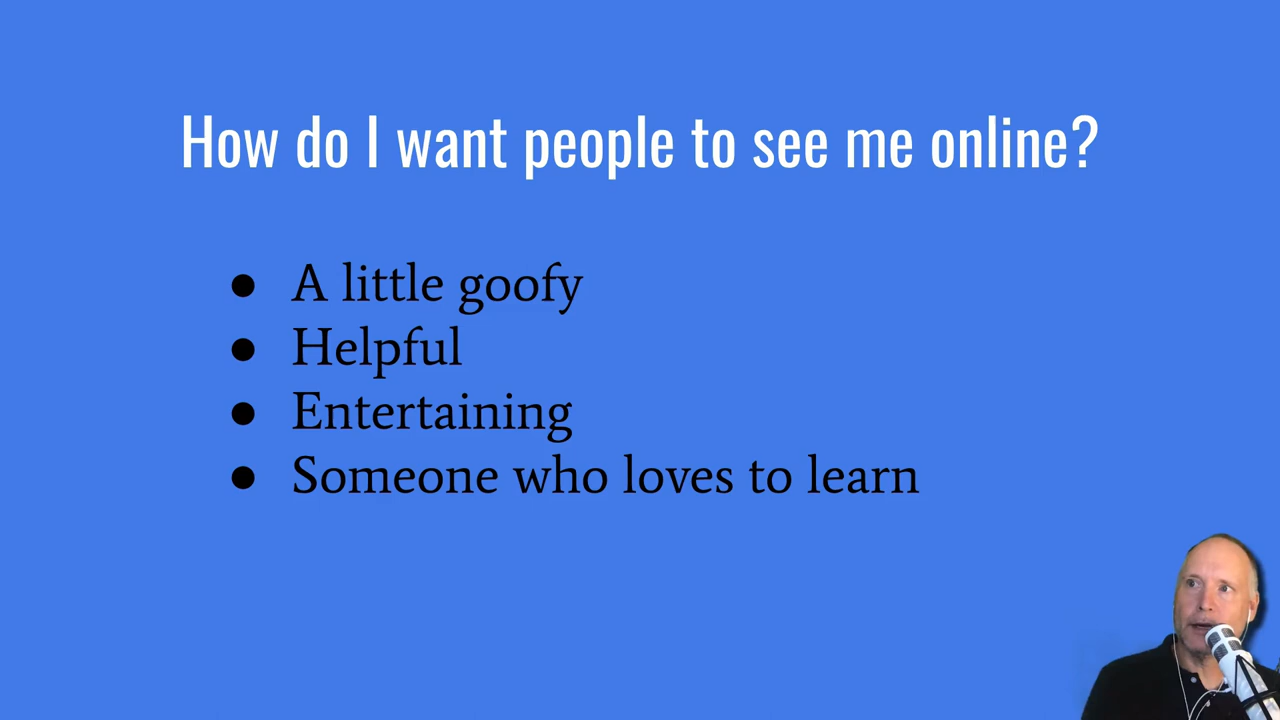 How do I want people to see me online?
● A little goofy
● Helpful
● Entertaining
● Someone who loves to learn